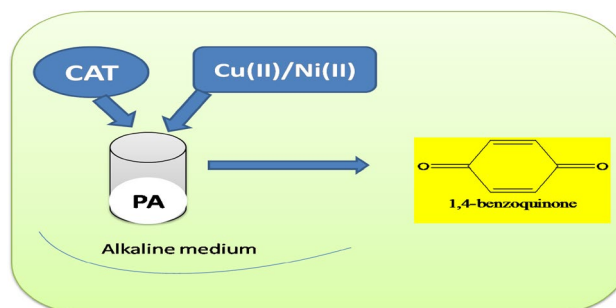 CAT
Cu(II)/Ni(II)
PA
Alkaline medium
O
O
1,4-benzoquinone